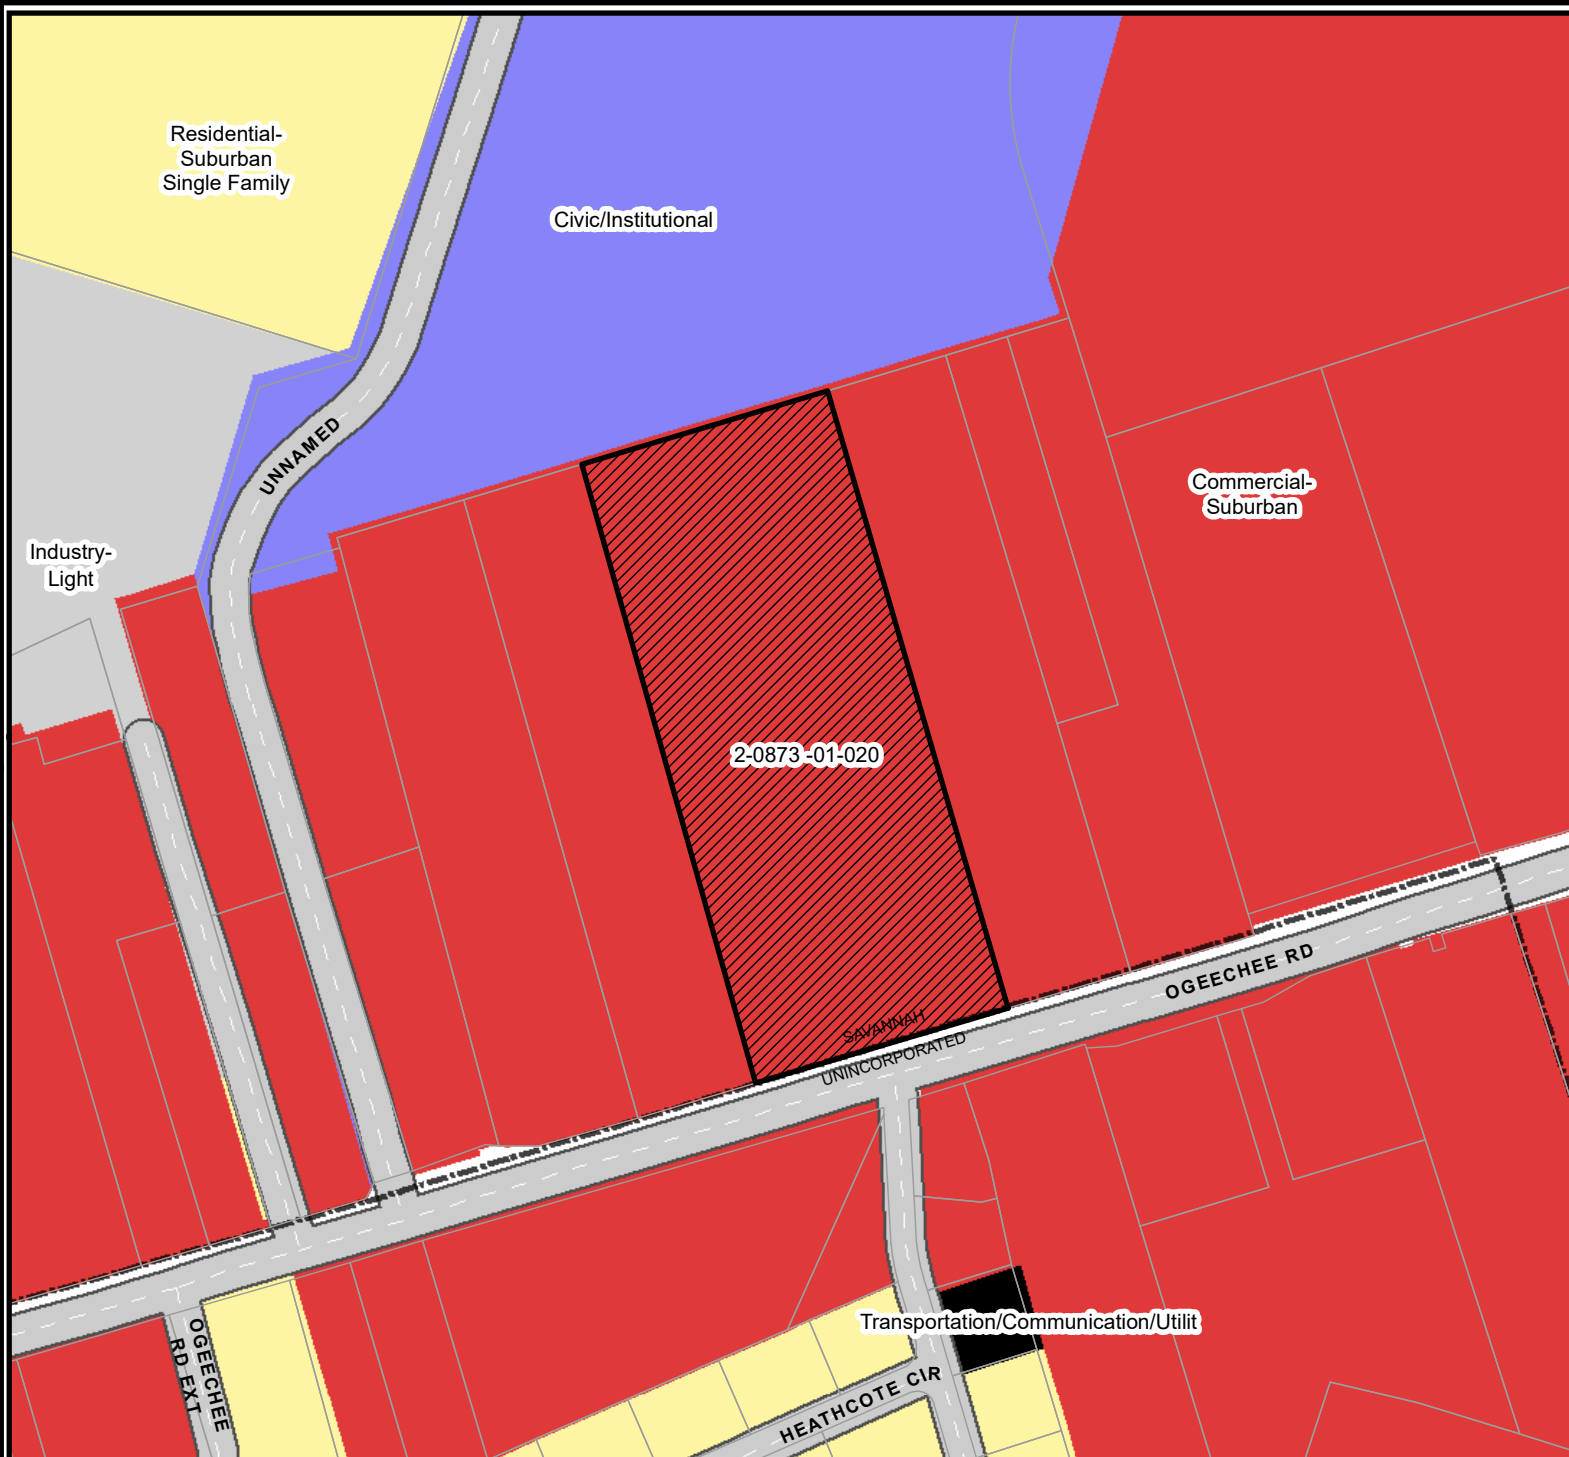 Residential-
Suburban
Single Family
Civic/Institutional
UNNAMED
Commercial-
Suburban
Industry-
Light
2-0873 -01-020
OGEECHEE RD
SAVANNAH
UNINCORPORATED
Transportation/Communication/Utilit
OGEECHEE
RD EXT
HEATHCOTE CIR